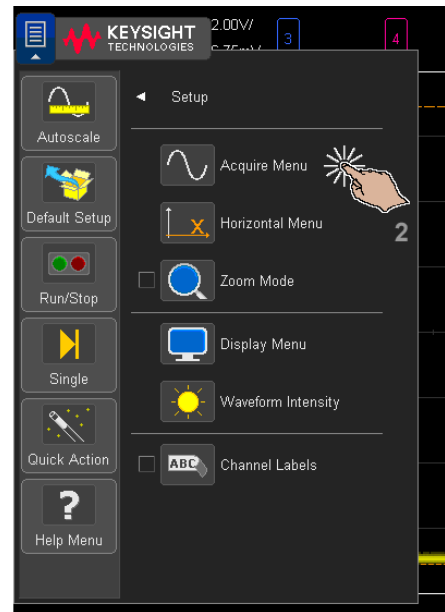 KEYSIGHT
TECHNOLOGIES
2.00V/
3
4
Setup
Autoscale
Acquire Menu
2
Default Setup
X
Horizontal Menu
Zoom Mode
Run/Stop
Display Menu
Single
Waveform Intensity
Quick Action
ABC
Channel Labels
?
Help Menu